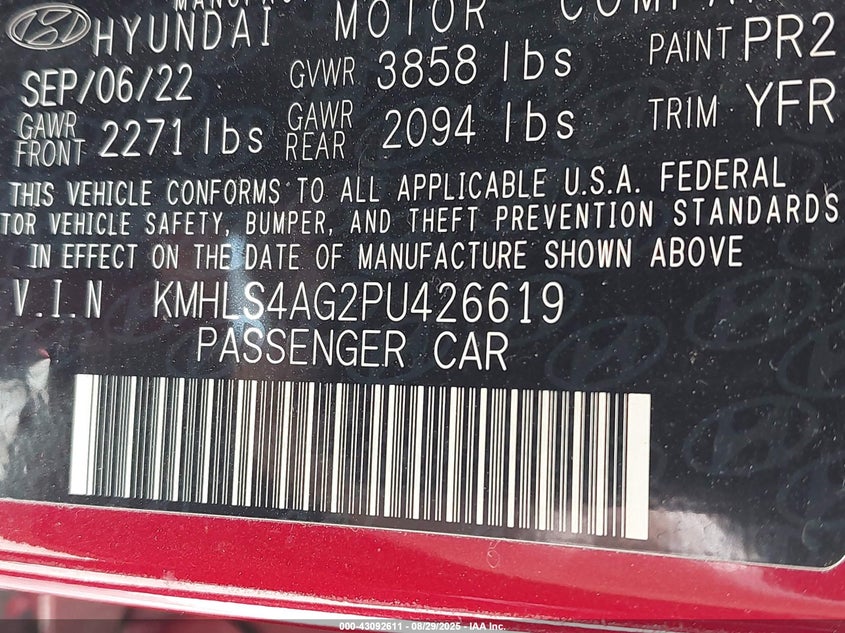 MANUFACT
HYUNDAI MOTOR COMPA
SEP/06/22 GVWR 3858 lbs PAINT PR2
GAWR FRONT 2271 lbs GAWR REAR 2094 lbs TRIM YFR
THIS VEHICLE CONFORMS TO ALL APPLICABLE U.S.A. FEDERAL
TOR VEHICLE SAFETY, BUMPER, AND THEFT PREVENTION STANDARDS
IN EFFECT ON THE DATE OF MANUFACTURE SHOWN ABOVE
V.I.N KMHLS4AG2PU426619
PASSENGER CAR
000-43092611 - 08/29/2025 - IAA Inc.